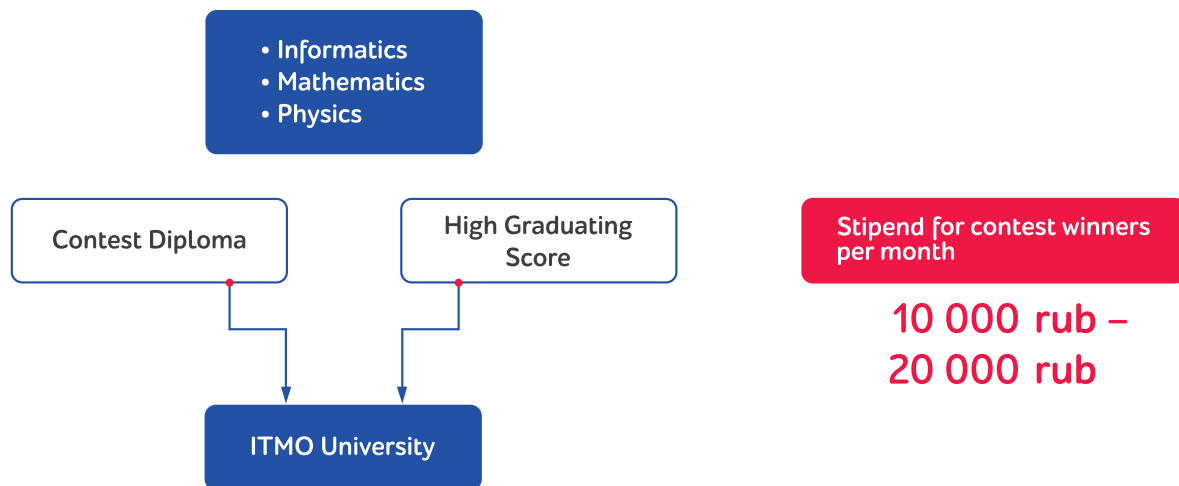 • Informatics
• Mathematics
• Physics
Contest Diploma
High Graduating
Score
ITMO University
Stipend for contest winners
per month
10 000 rub –
20 000 rub